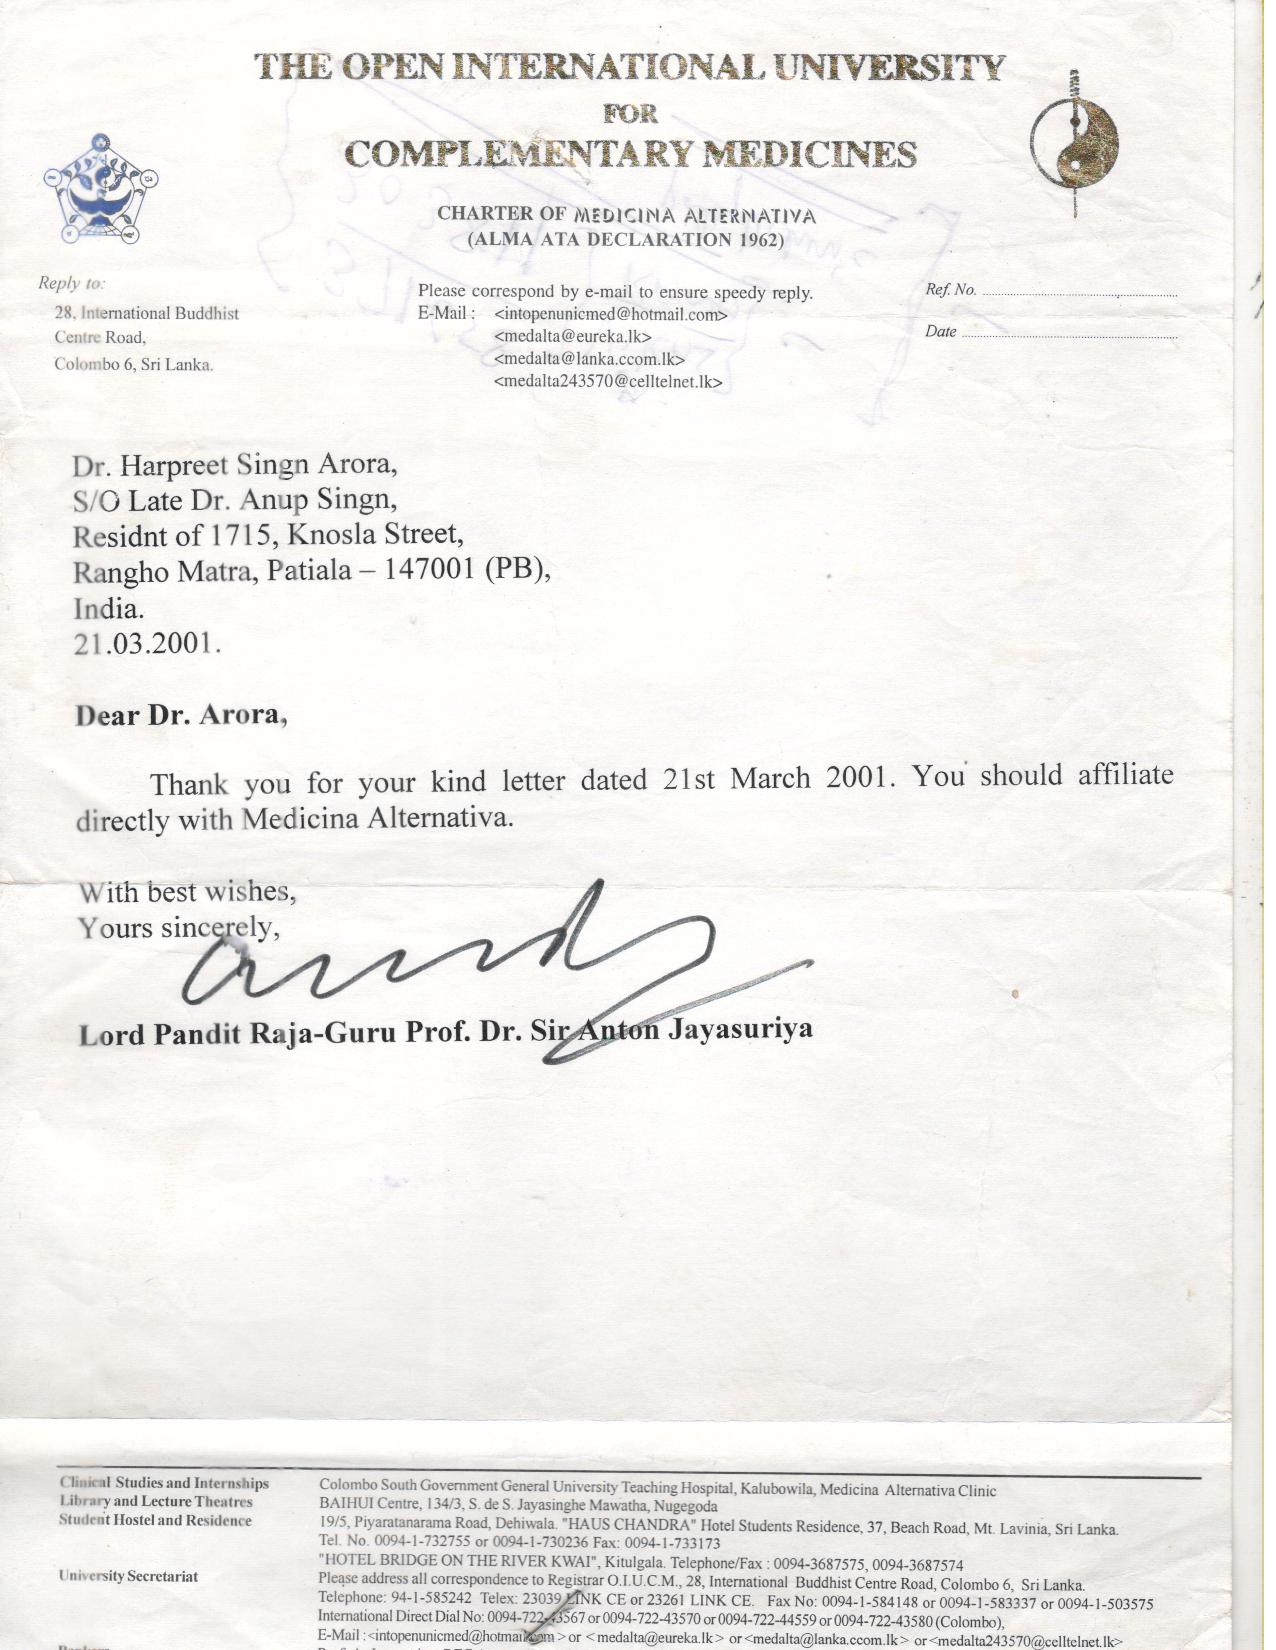 THE OPEN INTERNATIONAL UNIVERSITY
FOR
COMPLEMENTARY MEDICINES
CHARTER OF MEDICINA ALTERNATIVA
(ALMA ATA DECLARATION 1962)
Reply to:
28, International Buddhist
Centre Road,
Colombo 6, Sri Lanka.
Please correspond by e-mail to ensure speedy reply.
E-Mail : <intopenunicmed@hotmail.com>
<medalta@eureka.lk>
<medalta@lanka.ccom.lk>
<medalta243570@celltelnet.lk>
Ref. No.
Date
Dr. Harpreet Singn Arora,
S/O Late Dr. Anup Singn,
Residnt of 1715, Knosla Street,
Rangho Matra, Patiala – 147001 (PB),
India.
21.03.2001.
Dear Dr. Arora,
Thank you for your kind letter dated 21st March 2001. You should affiliate
directly with Medicina Alternativa.
With best wishes,
Yours sincerely,
Lord Pandit Raja-Guru Prof. Dr. Sir Anton Jayasuriya
Clinical Studies and Internships
Library and Lecture Theatres
Student Hostel and Residence
Colombo South Government General University Teaching Hospital, Kalubowila, Medicina Alternativa Clinic
BAIHUI Centre, 134/3, S. de S. Jayasinghe Mawatha, Nugegoda
19/5, Piyaratanarama Road, Dehiwala. "HAUS CHANDRA" Hotel Students Residence, 37, Beach Road, Mt. Lavinia, Sri Lanka.
Tel. No. 0094-1-732755 or 0094-1-730236 Fax: 0094-1-733173
"HOTEL BRIDGE ON THE RIVER KWAI", Kitulgala. Telephone/Fax : 0094-3687575, 0094-3687574
University Secretariat
Please address all correspondence to Registrar O.I.U.C.M., 28, International Buddhist Centre Road, Colombo 6, Sri Lanka.
Telephone: 94-1-585242 Telex: 23039 LINK CE or 23261 LINK CE. Fax No: 0094-1-584148 or 0094-1-583337 or 0094-1-503575
International Direct Dial No: 0094-722-43567 or 0094-722-43570 or 0094-722-44559 or 0094-722-43580 (Colombo),
E-Mail : <intopenunicmed@hotmail.com> or <medalta@eureka.lk> or <medalta@lanka.ccom.lk> or <medalta243570@celltelnet.lk>